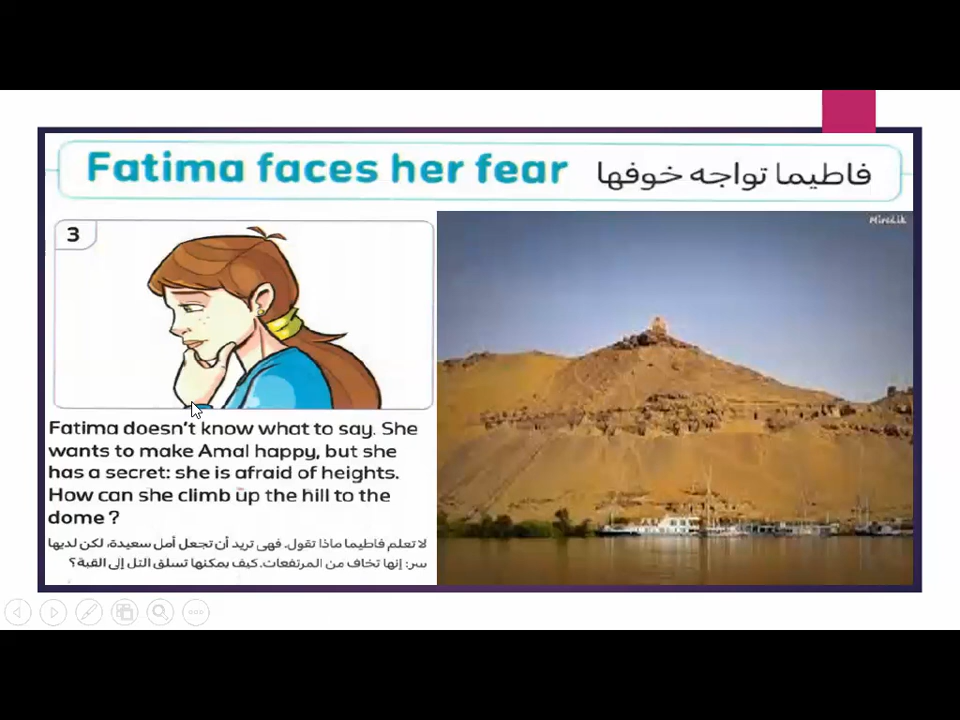 Fatima faces her fear فاطيما تواجه خوفها
3
Miredik
Fatima doesn't know what to say. She
wants to make Amal happy, but she
has a secret: she is afraid of heights.
How can she climb up the hill to the
dome?
لا تعلم فاطيما ماذا تقول. فهى تريد أن تجعل أمل سعيدة، لكن لديها
سر: إنها تخاف من المرتفعات. كيف يمكنها تسلق التل إلى القبة؟